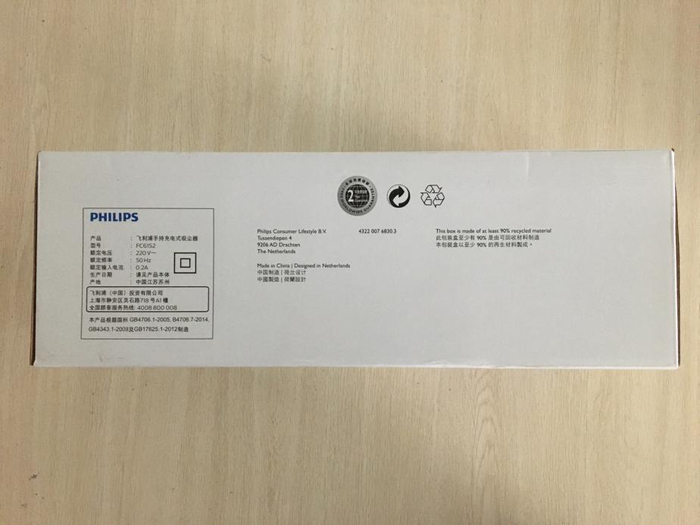 PHILIPS
产品 : 飞利浦手持充电式吸尘器
型号 : FC6152
额定电压 : 220V~
额定频率 : 50Hz
额定输入电流 : 0.2A
生产日期 : 请见产品本体
产地 : 中国江苏苏州
飞利浦（中国）投资有限公司
上海市静安区灵石路718号A1幢
全国顾客服务热线: 4008 800 008
本产品根据国标 GB4706.1-2005, B4706.7-2014,
GB4343.1-2009及GB17625.1-2012制造
2
Philips Consumer Lifestyle B.V.
Tussendiepen 4
9206 AD Drachten
The Netherlands
Made in China | Designed in Netherlands
中国制造 | 荷兰设计
中國製造 | 荷蘭設計
4322 007 6830.3
This box is made of at least 90% recycled material
此包装盒至少有 90% 是由可回收材料制造
本包裝盒以至少 90% 的再生材料製成。